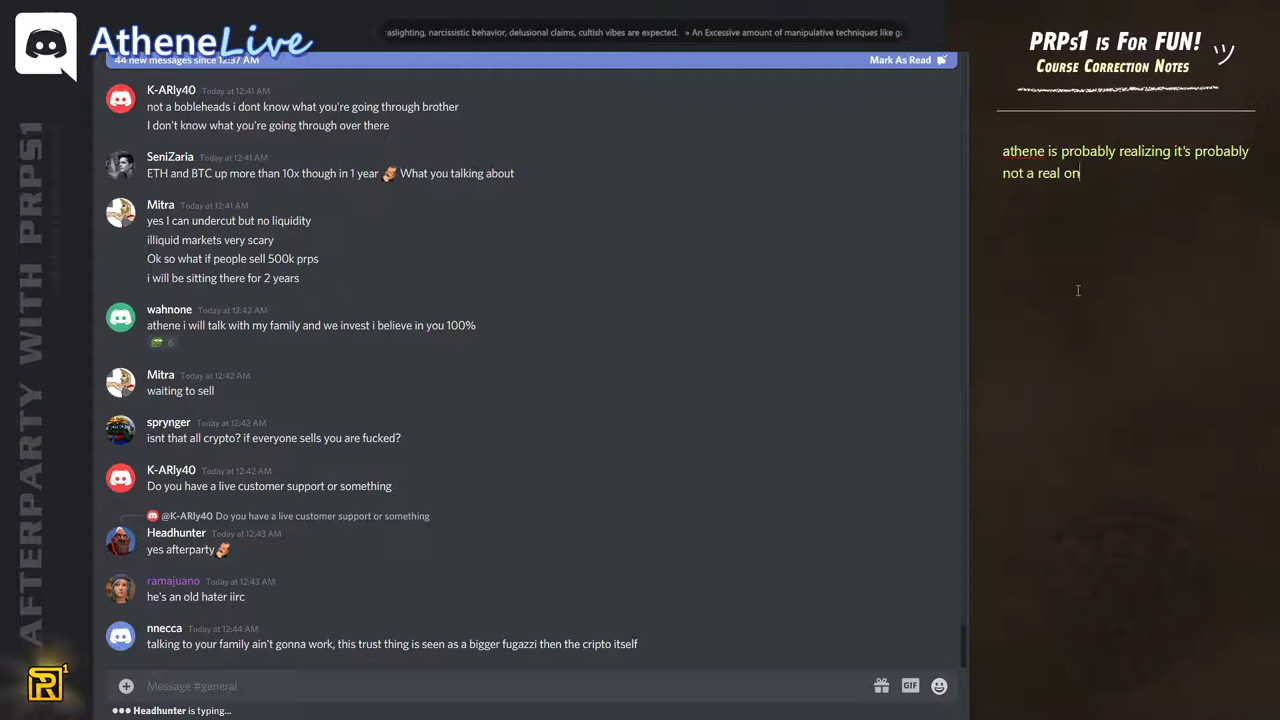 AtheneLive
aslighting, narcissistic behavior, delusional claims, cultish vibes are expected. » An Excessive amount of manipulative techniques like ga
44 new messages since 12:37 AM
Mark As Read
K-ARly40 Today at 12:41 AM
not a bobleheads i dont know what you're going through brother
I don't know what you're going through over there
SeniZaria Today at 12:41 AM
ETH and BTC up more than 10x though in 1 year What you talking about
Mitra Today at 12:41 AM
yes I can undercut but no liquidity
illiquid markets very scary
Ok so what if people sell 500k prps
i will be sitting there for 2 years
wahnone Today at 12:42 AM
athene i will talk with my family and we invest i believe in you 100%
6
Mitra Today at 12:42 AM
waiting to sell
sprynger Today at 12:42 AM
isnt that all crypto? if everyone sells you are fucked?
K-ARly40 Today at 12:42 AM
Do you have a live customer support or something
@K-ARly40 Do you have a live customer support or something
Headhunter Today at 12:43 AM
yes afterparty
ramajuano Today at 12:43 AM
he's an old hater iirc
nnecca Today at 12:44 AM
talking to your family ain't gonna work, this trust thing is seen as a bigger fugazzi then the cripto itself
Message #general
GIF
Headhunter is typing...
AFTERPARTY WITH PRPS1
R1
PRPs1 is For FUN! ツ
Course Correction Notes
athene is probably realizing it's probably
not a real on